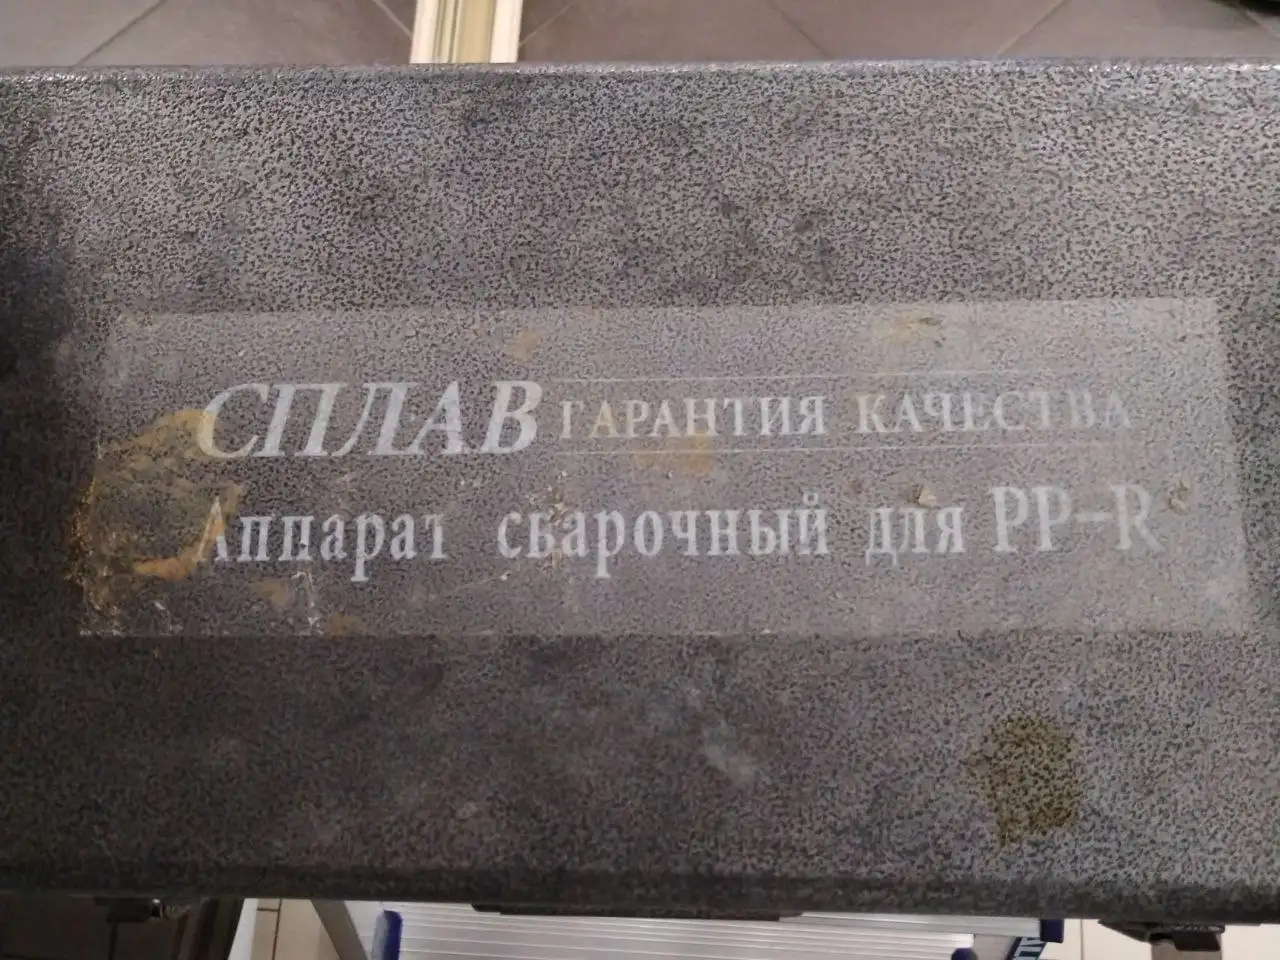 СПЛАВ ГАРАНТИЯ КАЧЕСТВА
Аппарат сварочный для PP-R